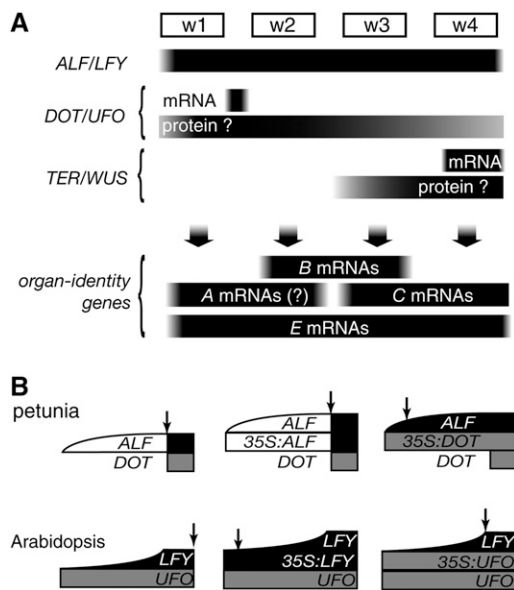 A
w1 w2 w3 w4
ALF/LFY
DOT/UFO
mRNA
protein ?
TER/WUS
mRNA
protein ?
organ-identity
genes
B mRNAs
A mRNAs (?) C mRNAs
E mRNAs
B
petunia
ALF
DOT
ALF
35S:ALF
DOT
ALF
35S:DOT
DOT
Arabidopsis
LFY
UFO
LFY
35S:LFY
UFO
LFY
35S:UFO
UFO